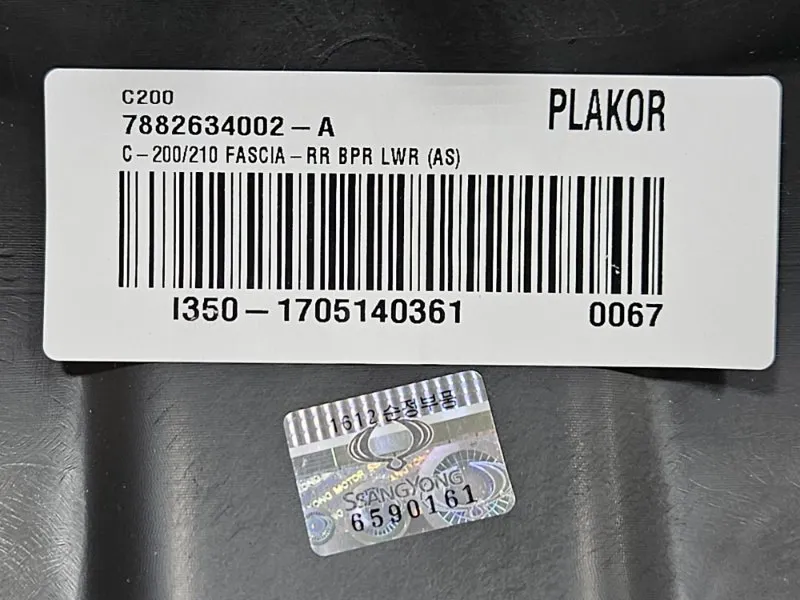 C200
PLAKOR
7882634002-A
C-200/210 FASCIA-RR BPR LWR (AS)
I350-1705140361
0067
1612 순정부품
SSANGYONG
6590161